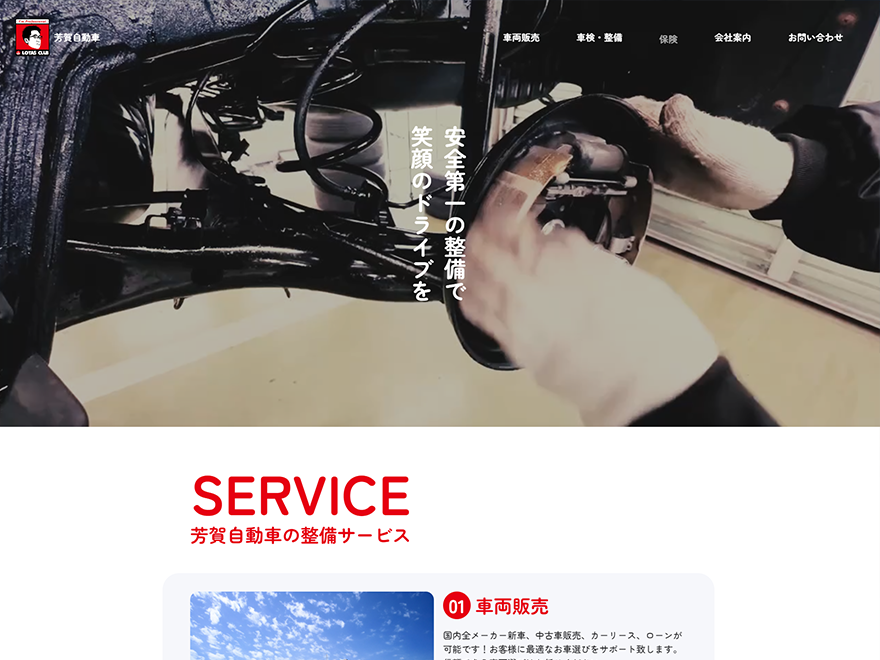 芳賀自動車
LOTAS CLUB
車両販売
車検・整備
保険
会社案内
お問い合わせ
安全第一の整備で
笑顔のドライブを
SERVICE
芳賀自動車の整備サービス
01 車両販売
国内全メーカー新車、中古車販売、カーリース、ローンが
可能です！お客様に最適なお車選びをサポート致します。